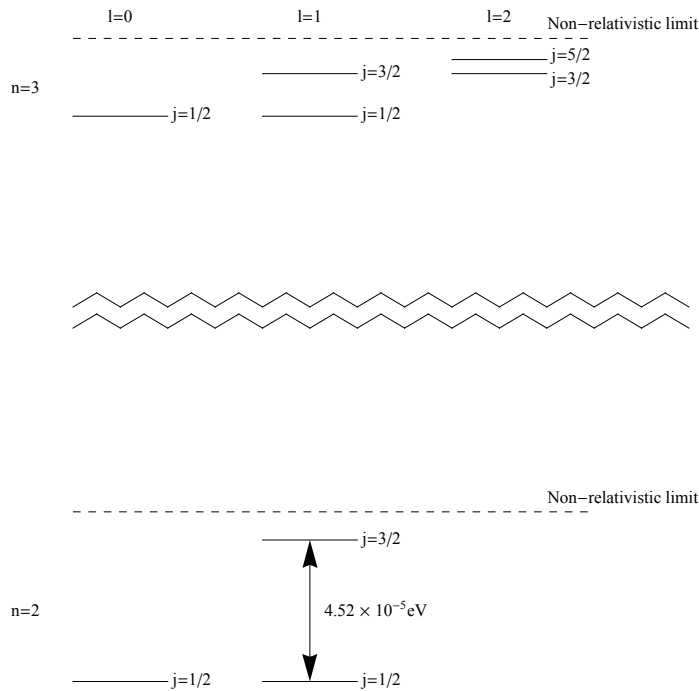 l=0 l=1 l=2
Non−relativistic limit
j=5/2
j=3/2
j=3/2
n=3
j=1/2 j=1/2
Non−relativistic limit
j=3/2
n=2
4.52 × 10⁻⁵eV
j=1/2 j=1/2